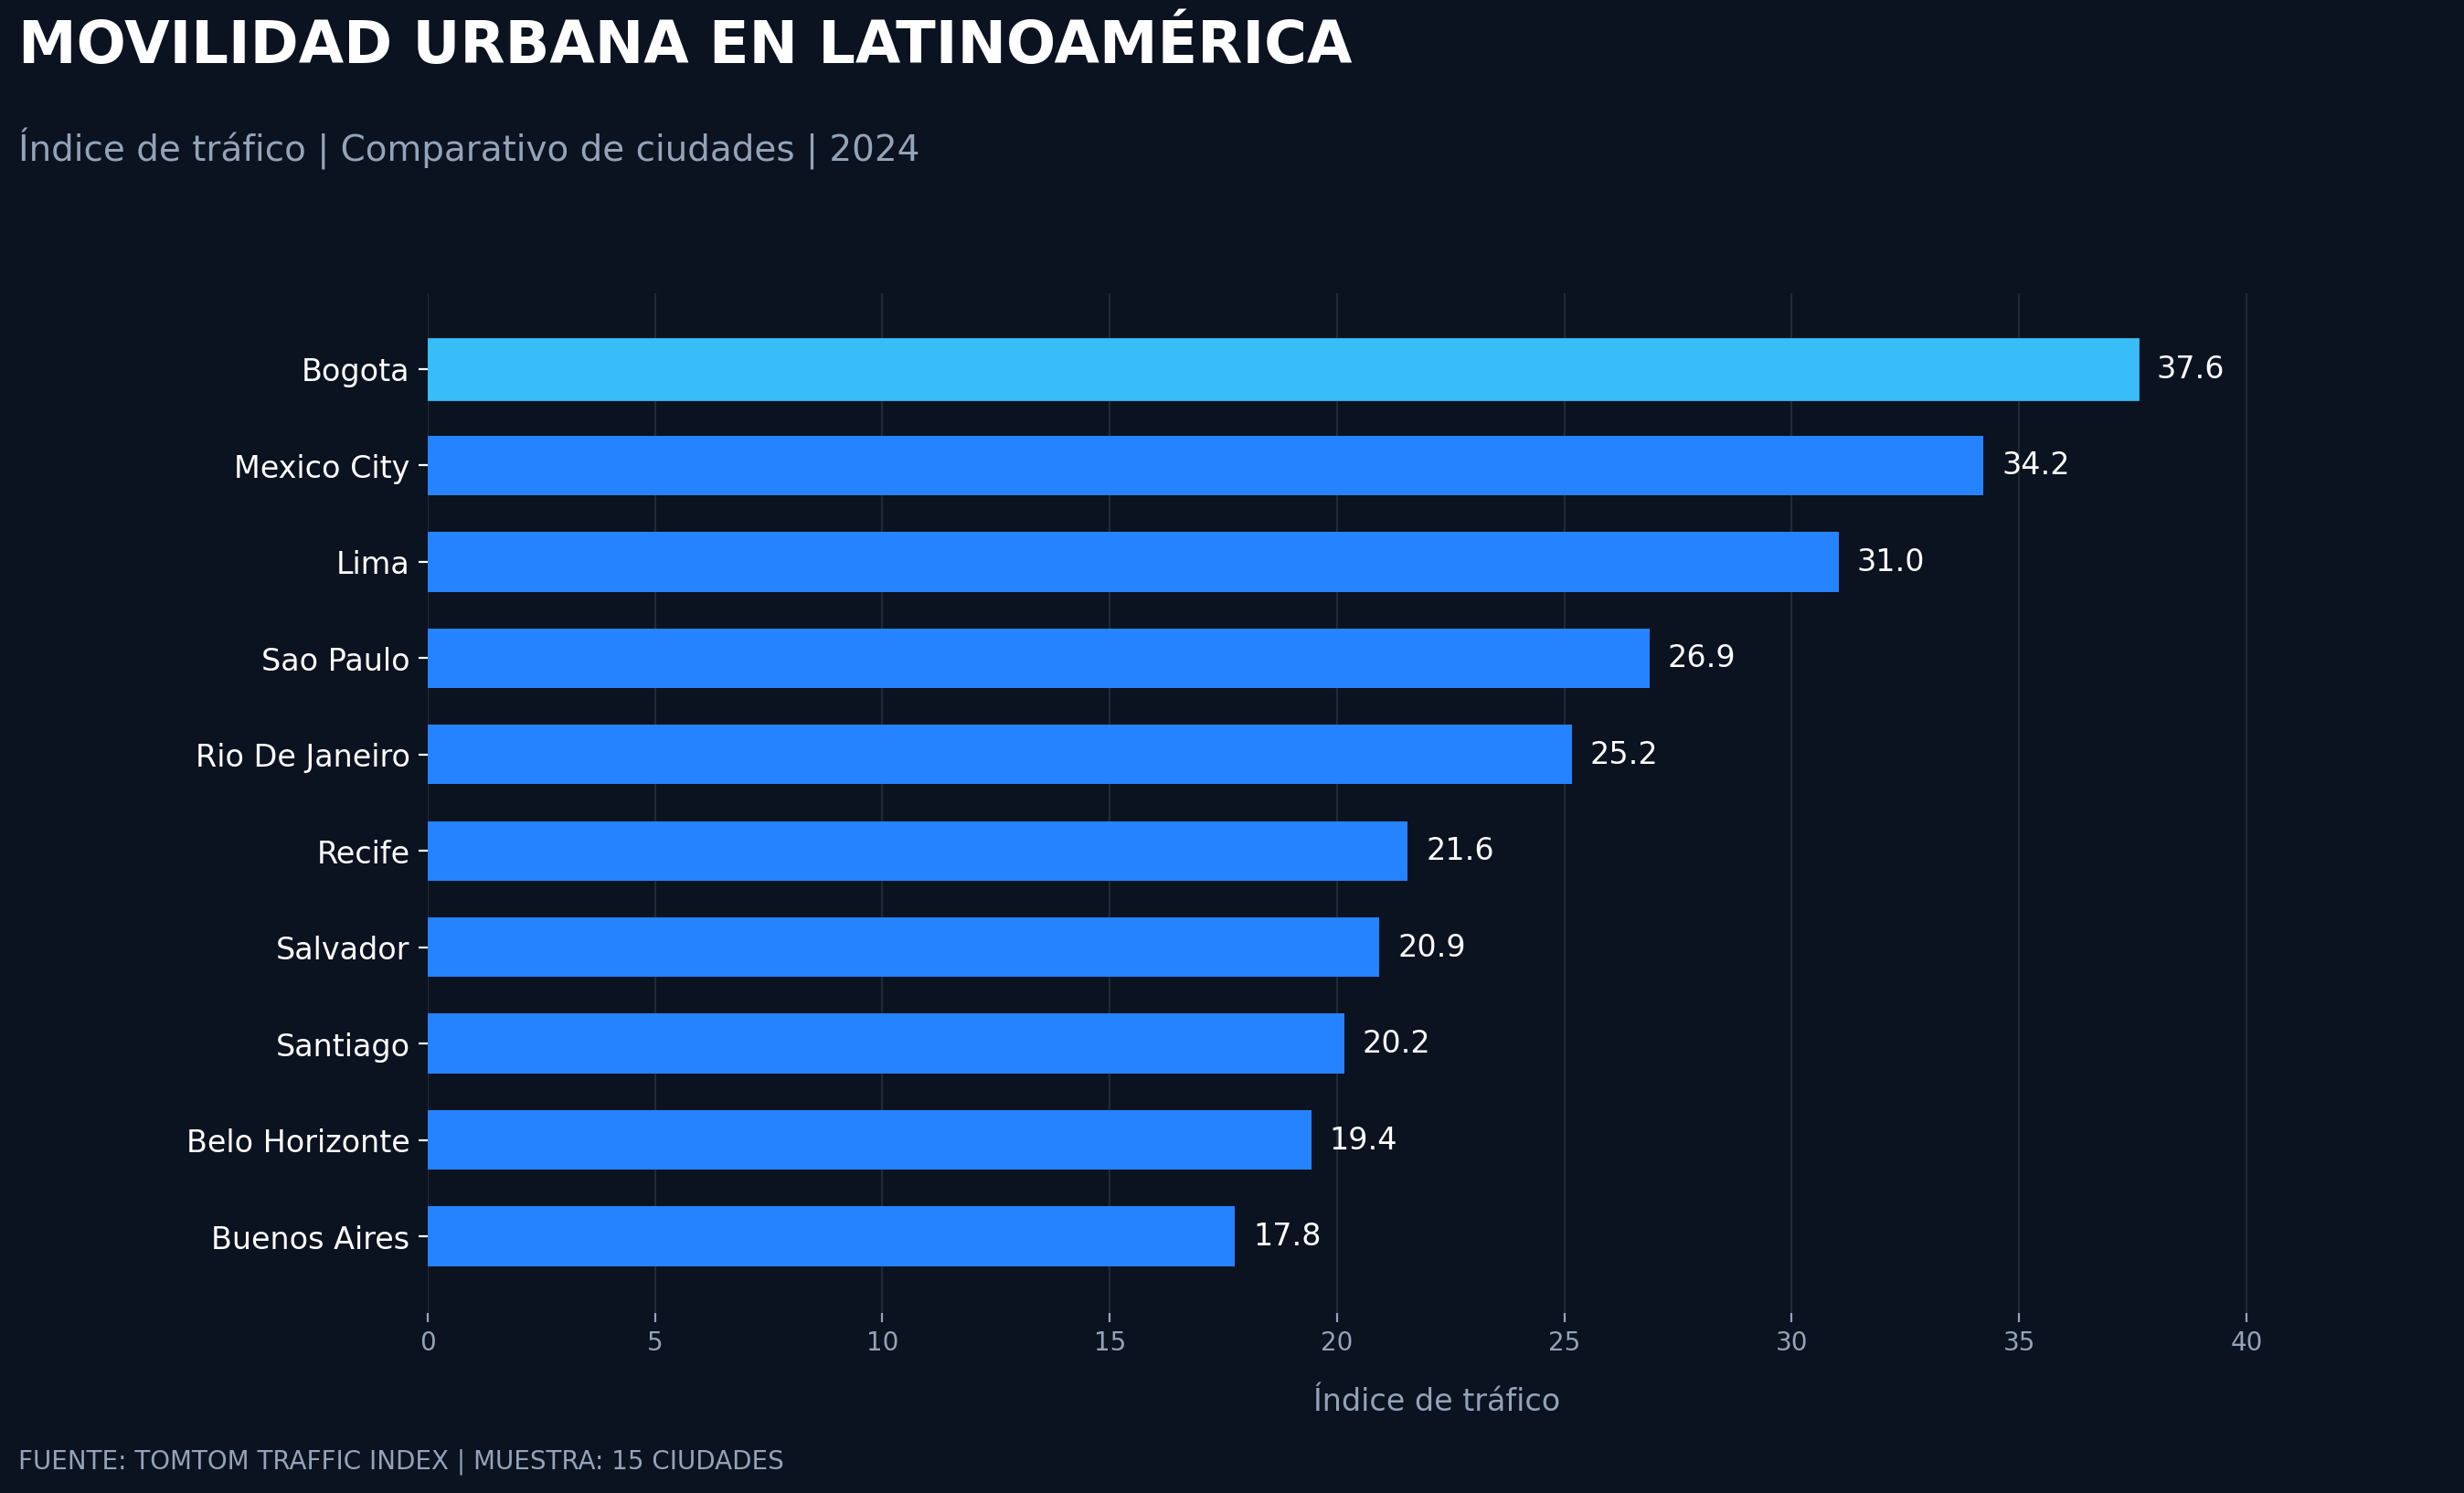 MOVILIDAD URBANA EN LATINOAMÉRICA
Índice de tráfico | Comparativo de ciudades | 2024
Bogota 37.6
Mexico City 34.2
Lima 31.0
Sao Paulo 26.9
Rio De Janeiro 25.2
Recife 21.6
Salvador 20.9
Santiago 20.2
Belo Horizonte 19.4
Buenos Aires 17.8
0 5 10 15 20 25 30 35 40
Índice de tráfico
FUENTE: TOMTOM TRAFFIC INDEX | MUESTRA: 15 CIUDADES